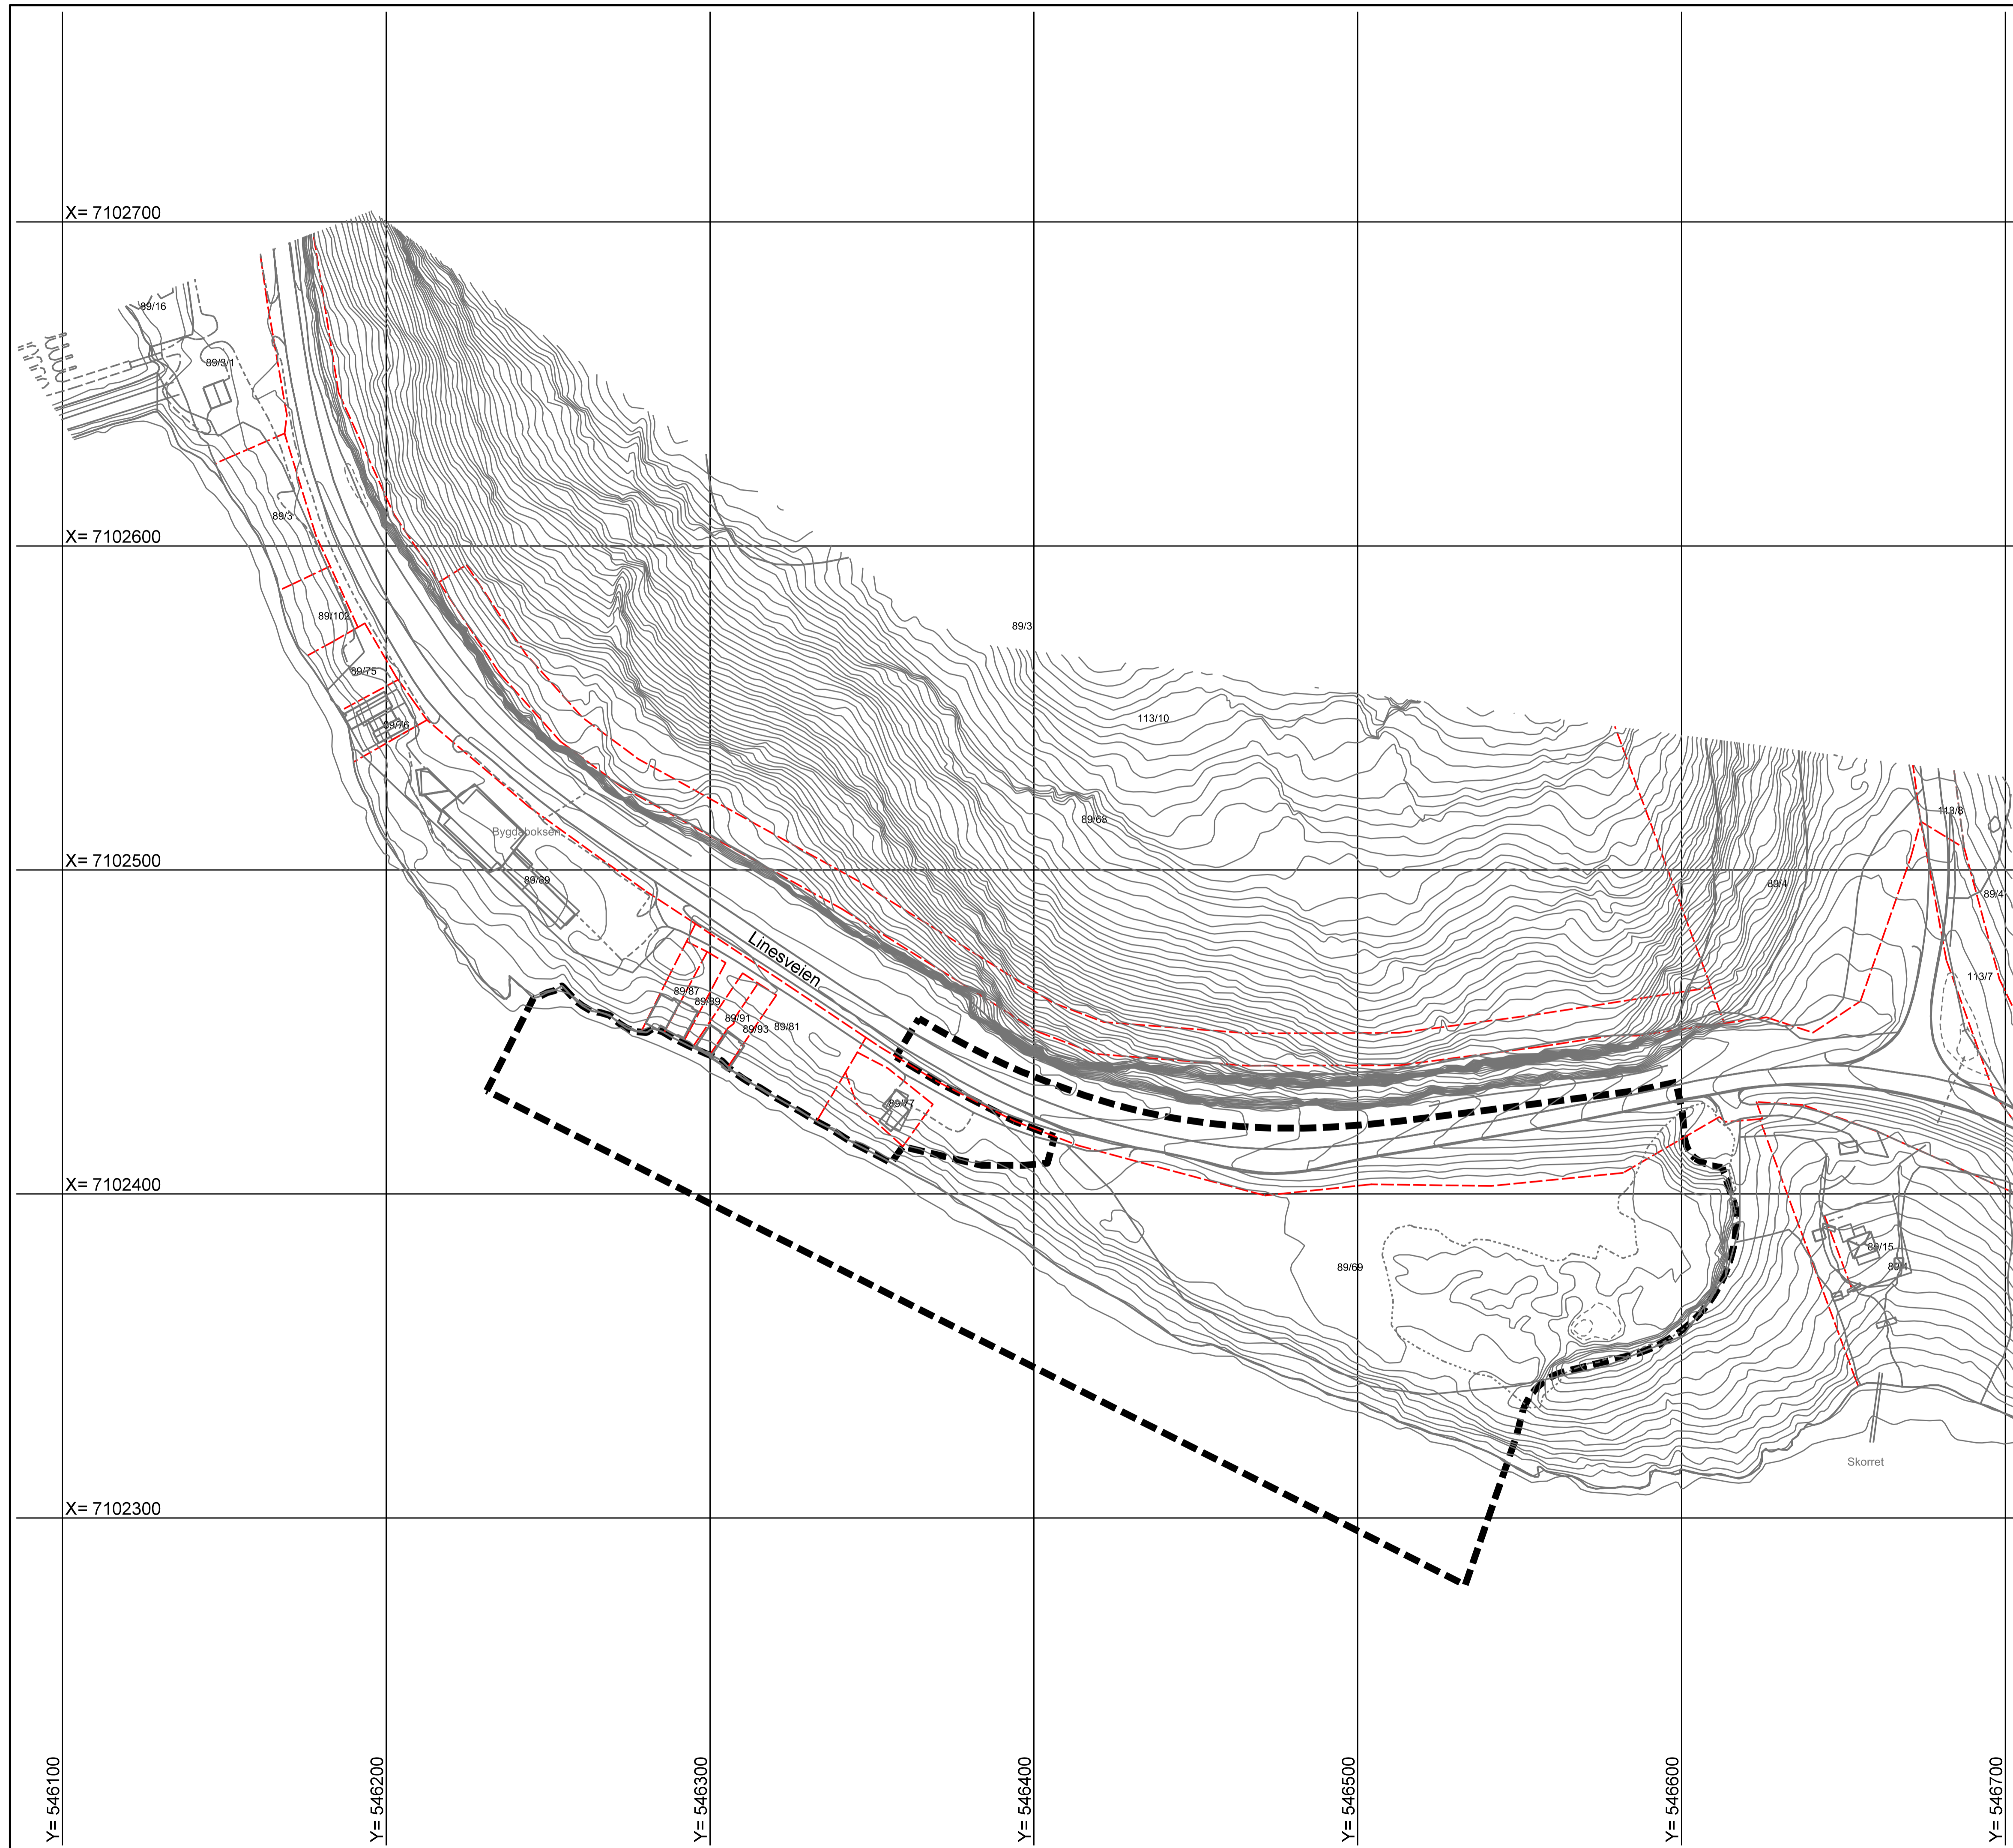 X= 7102700
89/16
89/3/1
89/3
X= 7102600
89/102
89/3
89/75
113/10
89/76
113/8
89/68
Bygdaboksen
X= 7102500
89/69
89/4
89/4
Linesveien
113/7
89/87
89/89
89/91
89/93
89/81
89/77
X= 7102400
89/15
89/4
89/69
Skorret
X= 7102300
Y= 546100
Y= 546200
Y= 546300
Y= 546400
Y= 546500
Y= 546600
Y= 546700